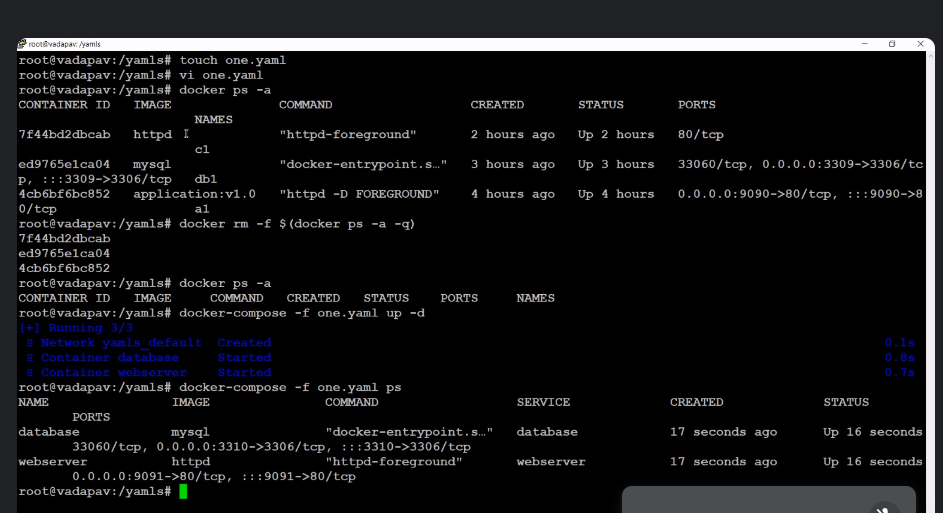 root@vadapav: /yamls
root@vadapav:/yamls# touch one.yaml
root@vadapav:/yamls# vi one.yaml
root@vadapav:/yamls# docker ps -a
CONTAINER ID   IMAGE             COMMAND                  CREATED       STATUS       PORTS
NAMES
7f44bd2dbcab   httpd             "httpd-foreground"       2 hours ago   Up 2 hours   80/tcp
c1
ed9765e1ca04   mysql             "docker-entrypoint.s…"   3 hours ago   Up 3 hours   33060/tcp, 0.0.0.0:3309->3306/tc
p, :::3309->3306/tcp   db1
4cb6bf6bc852   application:v1.0   "httpd -D FOREGROUND"    4 hours ago   Up 4 hours   0.0.0.0:9090->80/tcp, :::9090->8
0/tcp                  a1
root@vadapav:/yamls# docker rm -f $(docker ps -a -q)
7f44bd2dbcab
ed9765e1ca04
4cb6bf6bc852
root@vadapav:/yamls# docker ps -a
CONTAINER ID   IMAGE     COMMAND   CREATED   STATUS    PORTS     NAMES
root@vadapav:/yamls# docker-compose -f one.yaml up -d
[+] Running 3/3
Network yamls_default  Created 0.1s
Container database     Started 0.8s
Container webserver    Started 0.7s
root@vadapav:/yamls# docker-compose -f one.yaml ps
NAME                IMAGE               COMMAND                  SERVICE             CREATED             STATUS
PORTS
database            mysql               "docker-entrypoint.s…"   database            17 seconds ago      Up 16 seconds
33060/tcp, 0.0.0.0:3310->3306/tcp, :::3310->3306/tcp
webserver           httpd               "httpd-foreground"       webserver           17 seconds ago      Up 16 seconds
0.0.0.0:9091->80/tcp, :::9091->80/tcp
root@vadapav:/yamls#